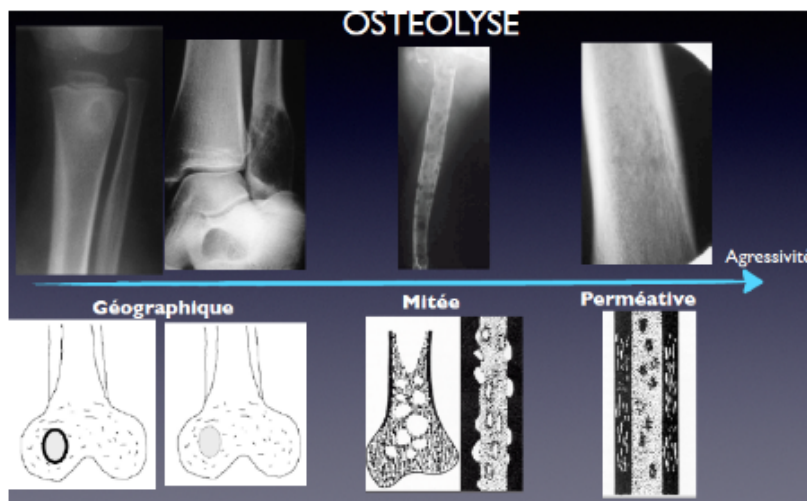 OSTEOLYSE
Agressivité
Géographique
Mitée
Perméative